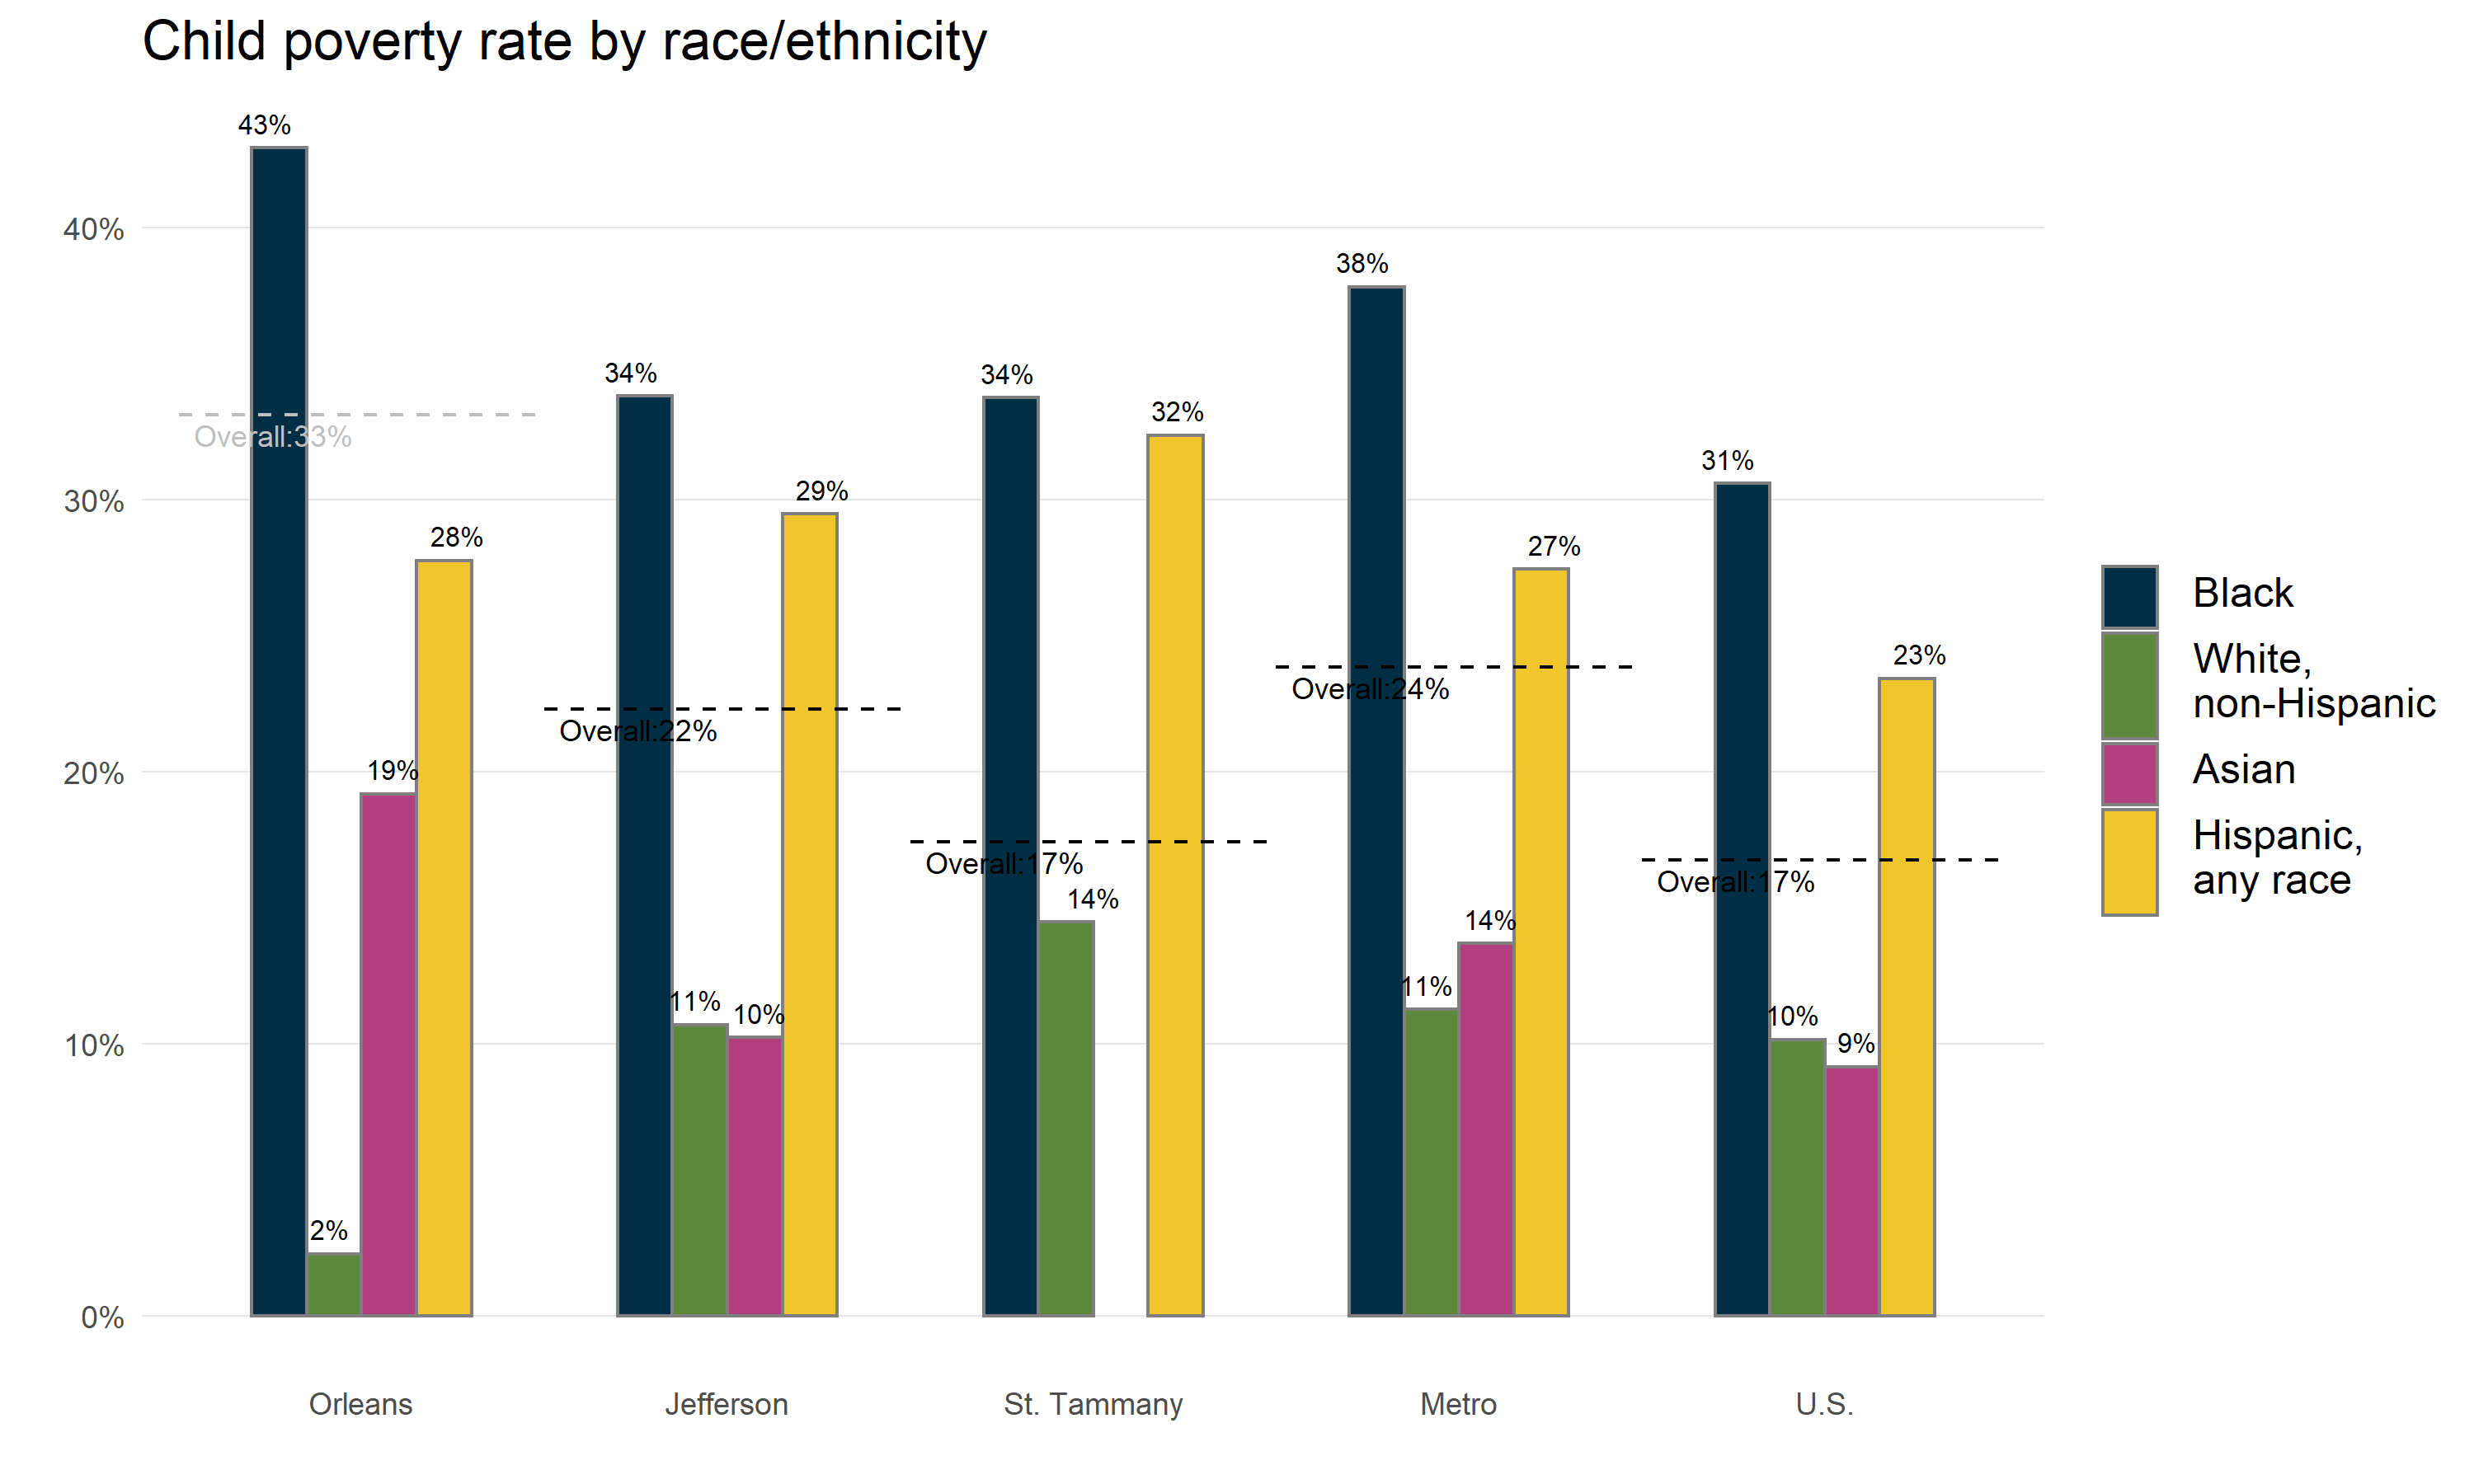 Child poverty rate by race/ethnicity
43%
40%
38%
34%
34%
32%
Overall:33%
31%
30%
29%
28%
27%
Black
White,
non-Hispanic
Asian
Hispanic,
any race
23%
Overall:24%
Overall:22%
20%
19%
Overall:17%
Overall:17%
14%
14%
11%
10%
11%
10%
9%
10%
2%
0%
Orleans
Jefferson
St. Tammany
Metro
U.S.